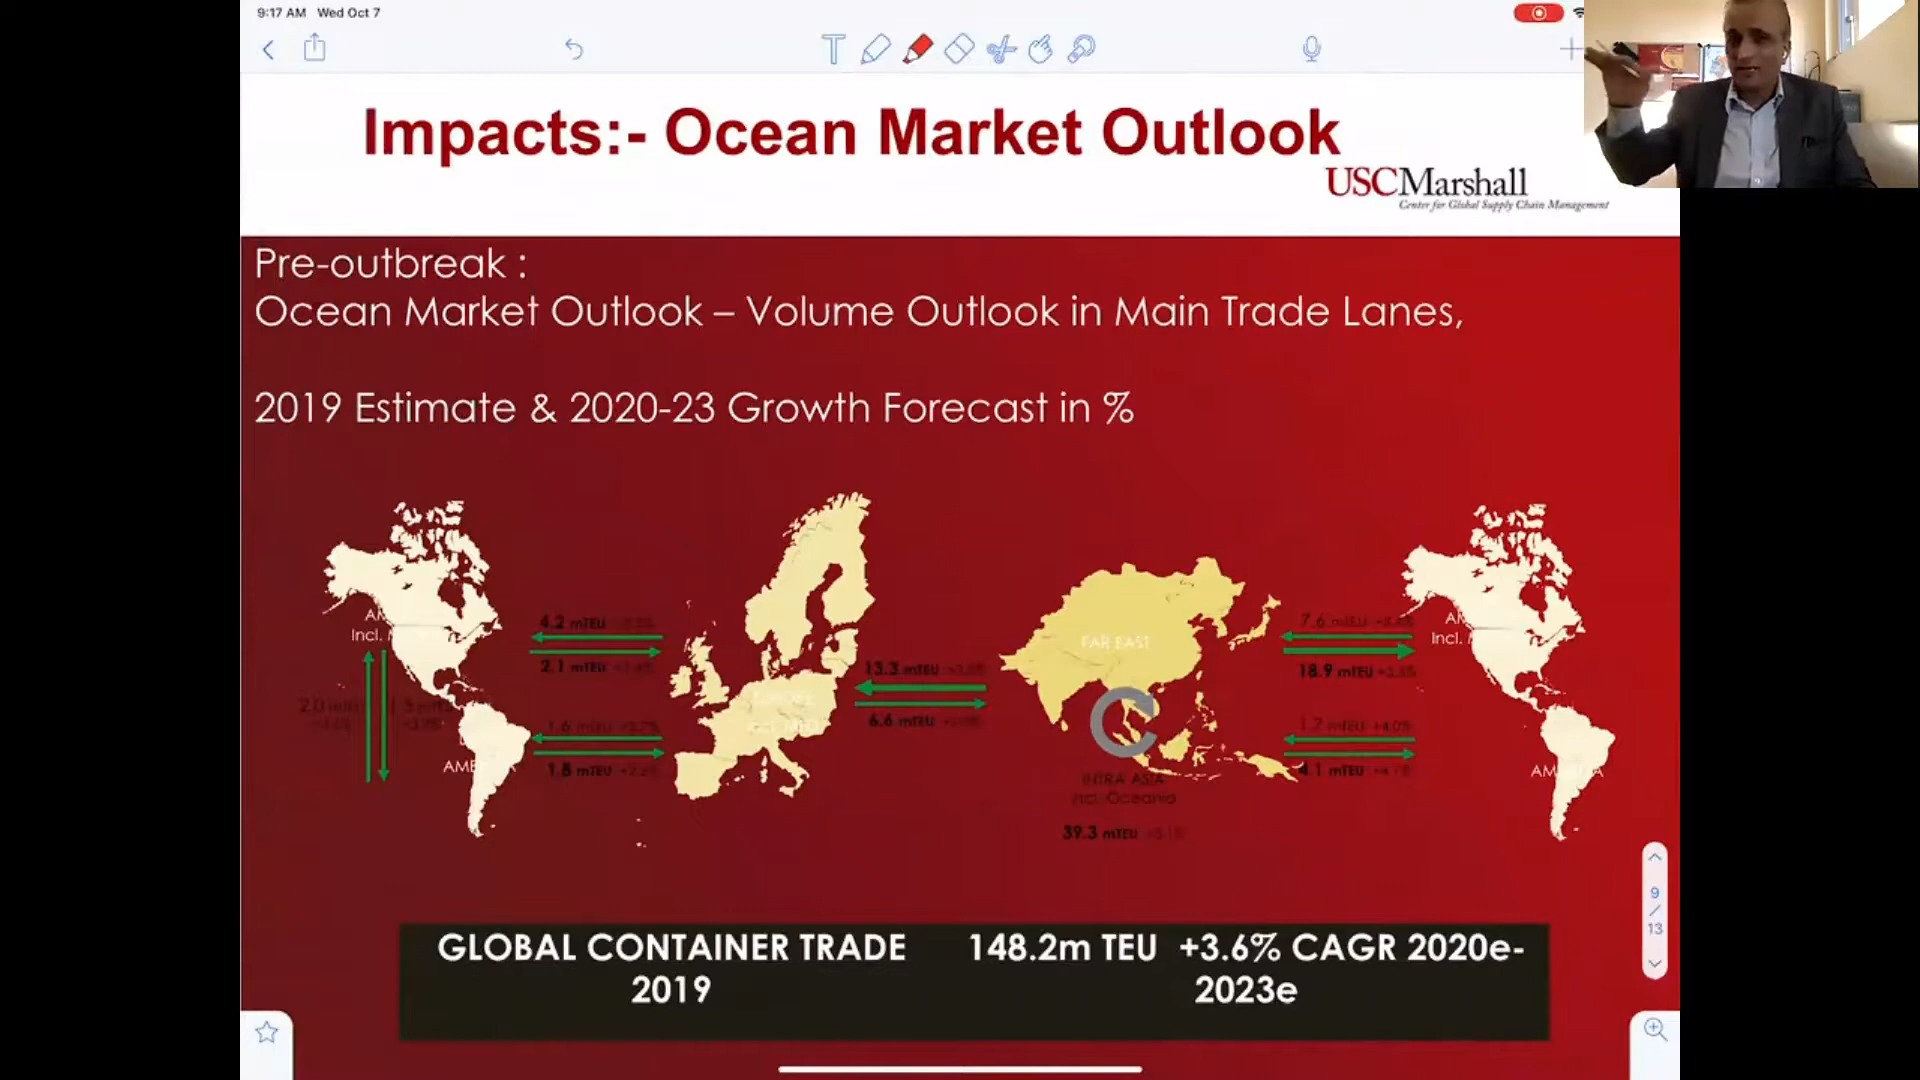 9:17 AM Wed Oct 7
Impacts:- Ocean Market Outlook
USCMarshall
Center for Global Supply Chain Management
Pre-outbreak :
Ocean Market Outlook – Volume Outlook in Main Trade Lanes,
2019 Estimate & 2020-23 Growth Forecast in %
Incl.
4.2 mTEU
2.1 mTEU
2.0
1.6 mTEU
1.8 mTEU
13.3 mTEU
6.6 mTEU
FAR EAST
INTRA ASIA
Incl. Oceania
39.3 mTEU
7.6 mTEU
18.9 mTEU
1.7 mTEU
4.1 mTEU
Incl.
GLOBAL CONTAINER TRADE
2019
148.2m TEU +3.6% CAGR 2020e-
2023e
9
/
13